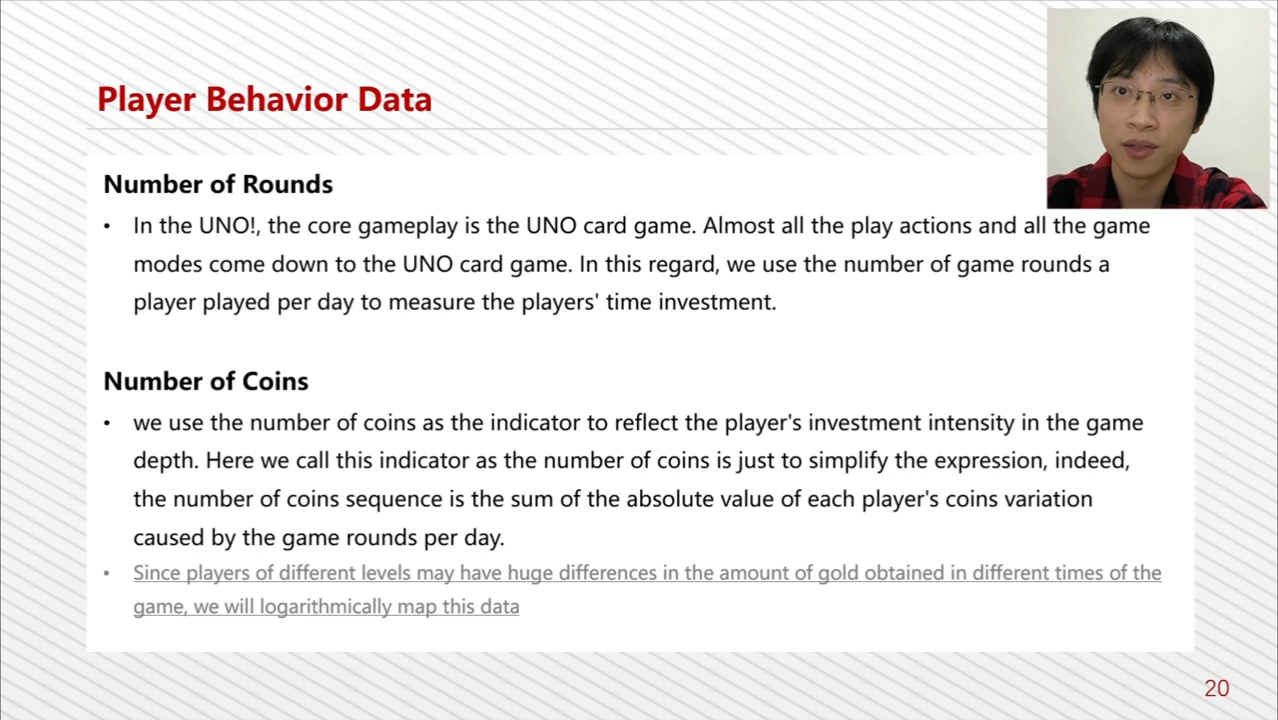 Player Behavior Data
Number of Rounds
• In the UNO!, the core gameplay is the UNO card game. Almost all the play actions and all the game
modes come down to the UNO card game. In this regard, we use the number of game rounds a
player played per day to measure the players' time investment.
Number of Coins
• we use the number of coins as the indicator to reflect the player's investment intensity in the game
depth. Here we call this indicator as the number of coins is just to simplify the expression, indeed,
the number of coins sequence is the sum of the absolute value of each player's coins variation
caused by the game rounds per day.
• Since players of different levels may have huge differences in the amount of gold obtained in different times of the
game, we will logarithmically map this data
20